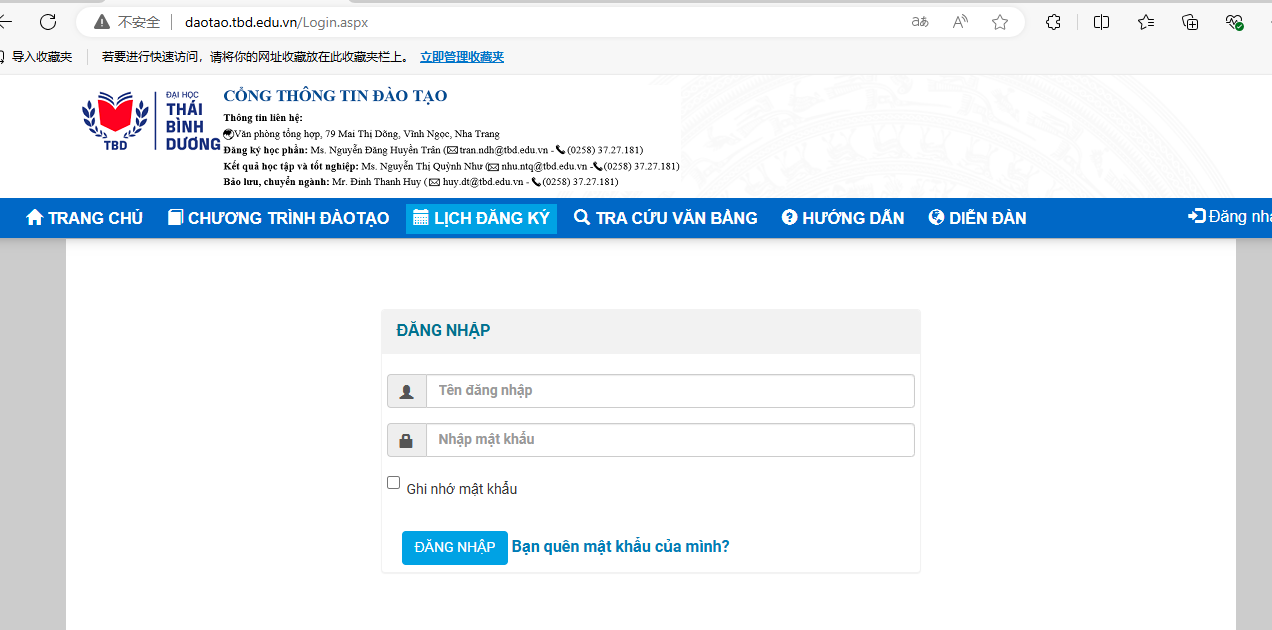 不安全 daotao.tbd.edu.vn/Login.aspx aあ
导入收藏夹 若要进行快速访问，请将你的网址收藏放在此收藏夹栏上。 立即管理收藏夹
ĐẠI HỌC
THÁI
BÌNH
DƯƠNG
TBD
CỔNG THÔNG TIN ĐÀO TẠO
Thông tin liên hệ:
Văn phòng tổng hợp, 79 Mai Thị Dõng, Vĩnh Ngọc, Nha Trang
Đăng ký học phần: Ms. Nguyễn Đăng Huyền Trân (tran.ndh@tbd.edu.vn - (0258) 37.27.181)
Kết quả học tập và tốt nghiệp: Ms. Nguyễn Thị Quỳnh Như (nhu.ntq@tbd.edu.vn - (0258) 37.27.181)
Bảo lưu, chuyển ngành: Mr. Đinh Thanh Huy (huy.dt@tbd.edu.vn - (0258) 37.27.181)
TRANG CHỦ CHƯƠNG TRÌNH ĐÀOTẠO LỊCH ĐĂNG KÝ TRA CỨU VĂN BẰNG HƯỚNG DẪN DIỄN ĐÀN Đăng nhậ
ĐĂNG NHẬP
Tên đăng nhập
Nhập mật khẩu
Ghi nhớ mật khẩu
ĐĂNG NHẬP Bạn quên mật khẩu của mình?